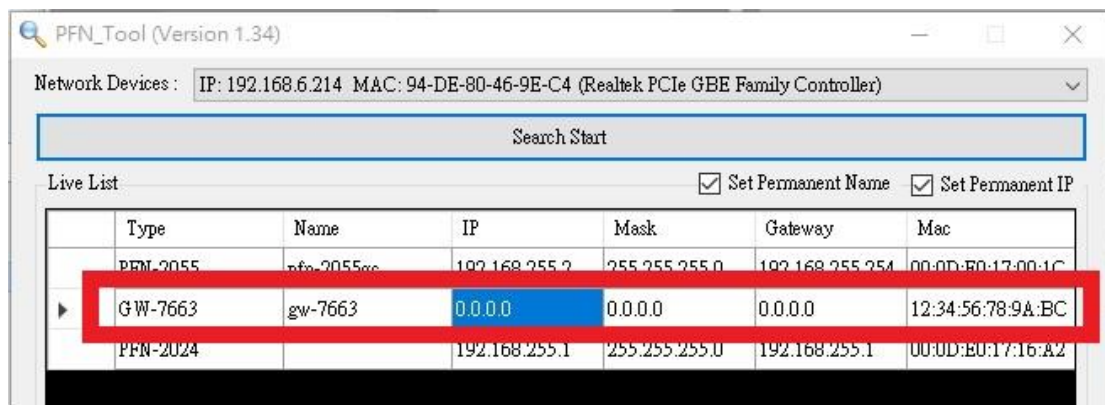 PFN_Tool (Version 1.34)
Network Devices : IP: 192.168.6.214 MAC: 94-DE-80-46-9E-C4 (Realtek PCIe GBE Family Controller)
Search Start
Live List Set Permanent Name Set Permanent IP
Type Name IP Mask Gateway Mac
PFN-2055 192.168.255.2 255.255.255.0 192.168.255.254 00:0D:E0:17:00:1C
GW-7663 gw-7663 0.0.0.0 0.0.0.0 0.0.0.0 12:34:56:78:9A:BC
PFN-2024 192.168.255.1 255.255.255.0 192.168.255.1 00:0D:E0:17:16:A2